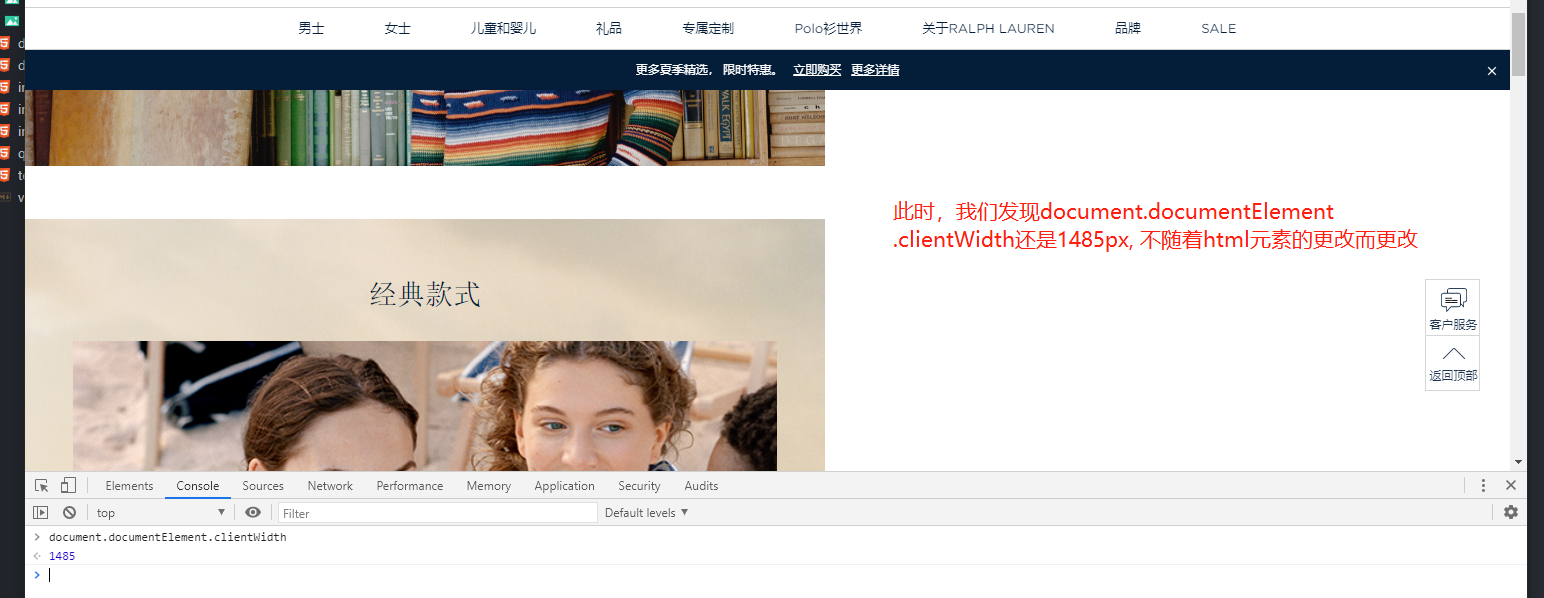 男士 女士 儿童和婴儿 礼品 专属定制 Polo衫世界 关于RALPH LAUREN 品牌 SALE
更多夏季精选，限时特惠。 立即购买 更多详情 ×
WALK EGYPT
此时，我们发现document.documentElement
.clientWidth还是1485px, 不随着html元素的更改而更改
经典款式
客户服务
返回顶部
Elements Console Sources Network Performance Memory Application Security Audits
top Filter Default levels
document.documentElement.clientWidth
1485